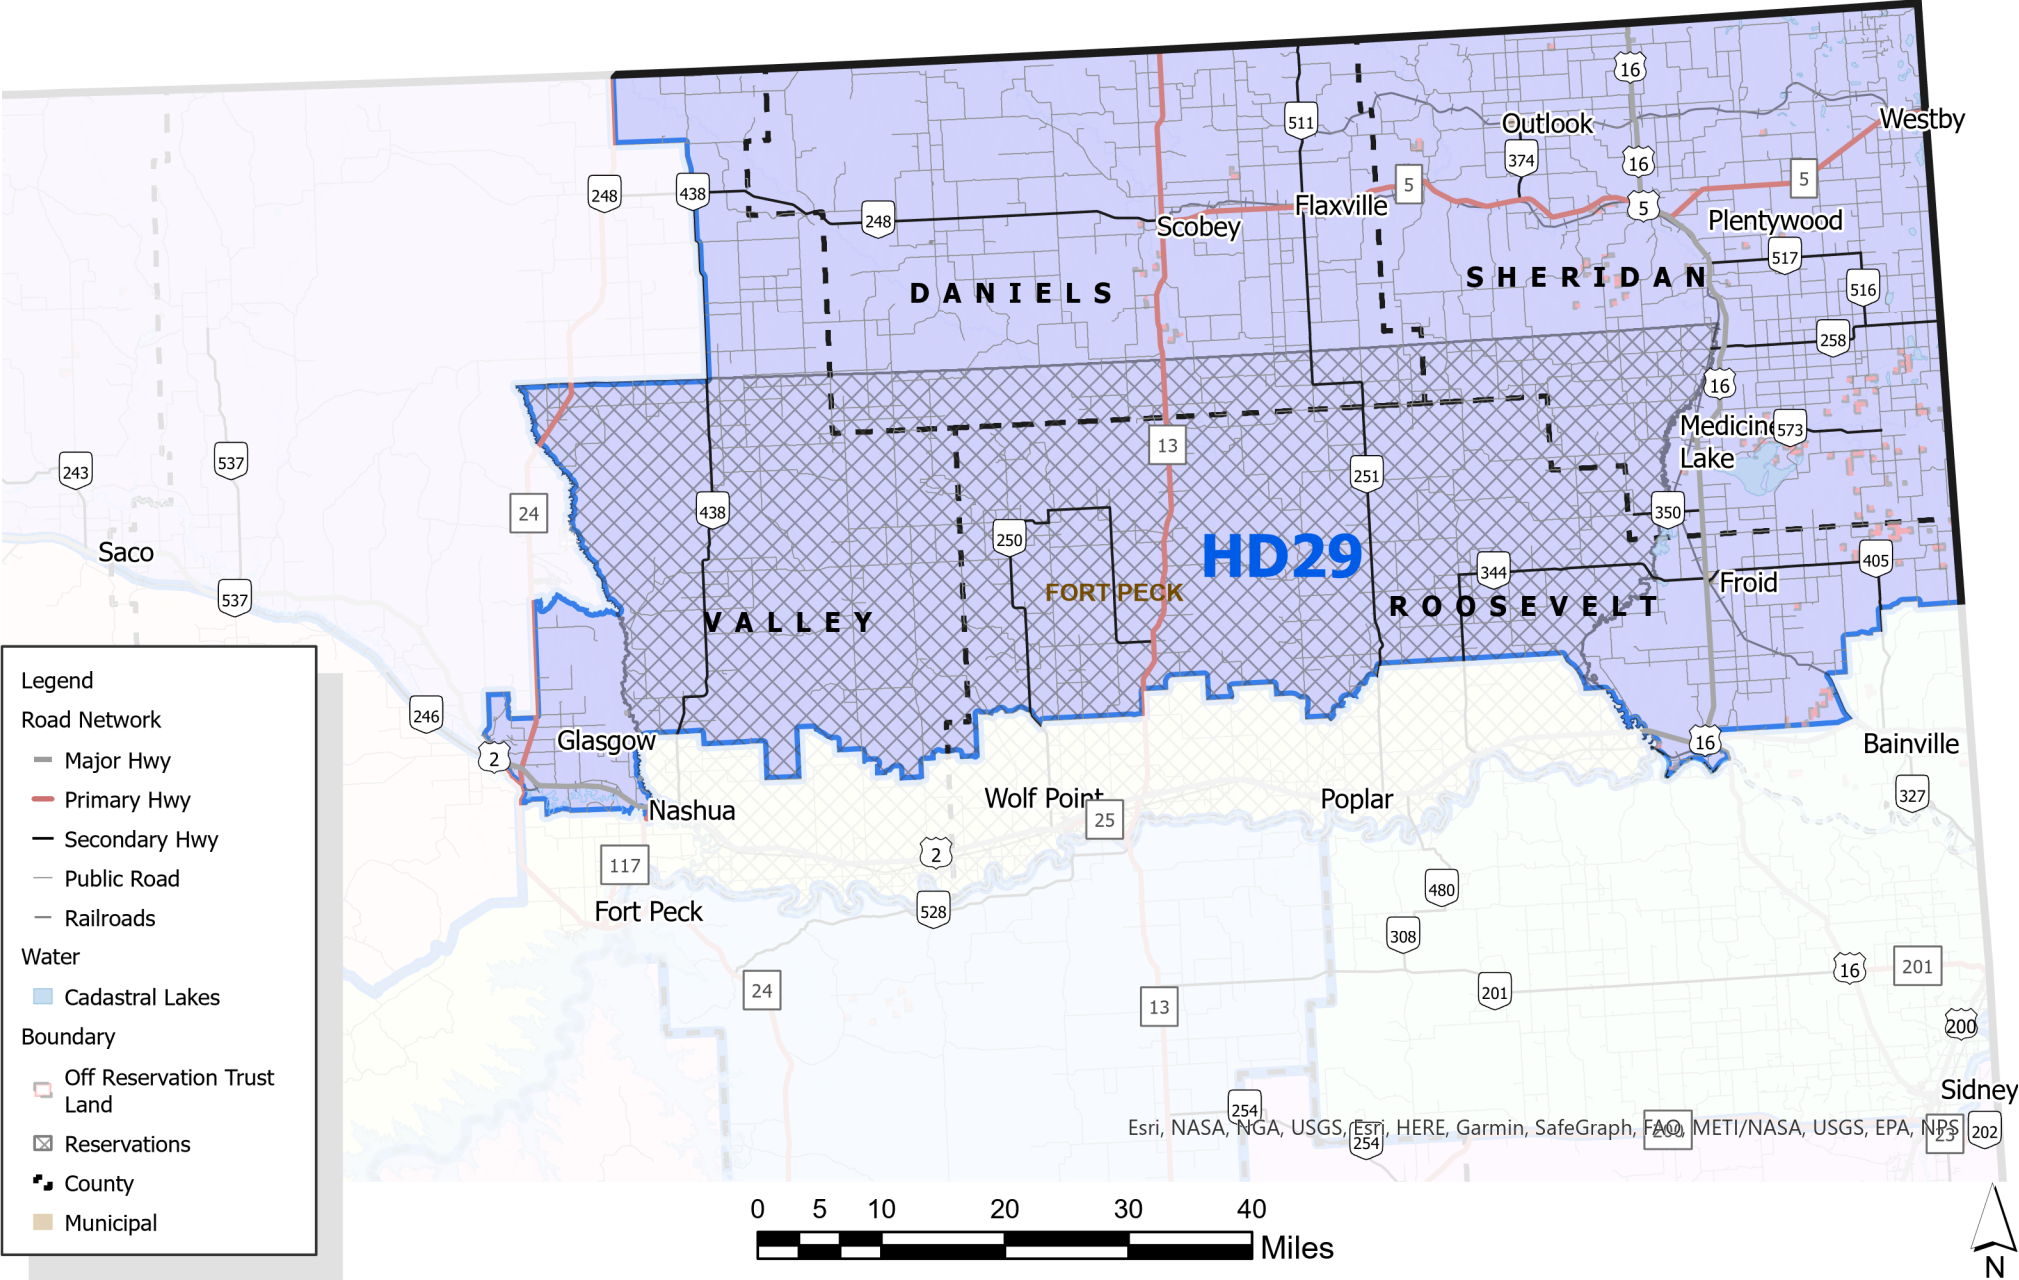 16
511
Outlook
Westby
374
16
5
5
248
438
248
Flaxville
5
Scobey
Plentywood
517
DANIELS
SHERIDAN
516
258
16
Medicine
Lake
573
13
243
537
251
24
438
350
250
HD29
Saco
405
344
FORT PECK
Froid
537
ROOSEVELT
VALLEY
246
Glasgow
16
Bainville
2
Nashua
Wolf Point
Poplar
327
25
2
117
480
Fort Peck
528
308
16
201
24
201
13
200
Sidney
254
Esri, NASA, NGA, USGS, Esri, HERE, Garmin, SafeGraph, FAO, METI/NASA, USGS, EPA, NPS
254
200
23
202
Legend
Road Network
Major Hwy
Primary Hwy
Secondary Hwy
Public Road
Railroads
Water
Cadastral Lakes
Boundary
Off Reservation Trust
Land
Reservations
County
Municipal
0 5 10 20 30 40
Miles
N